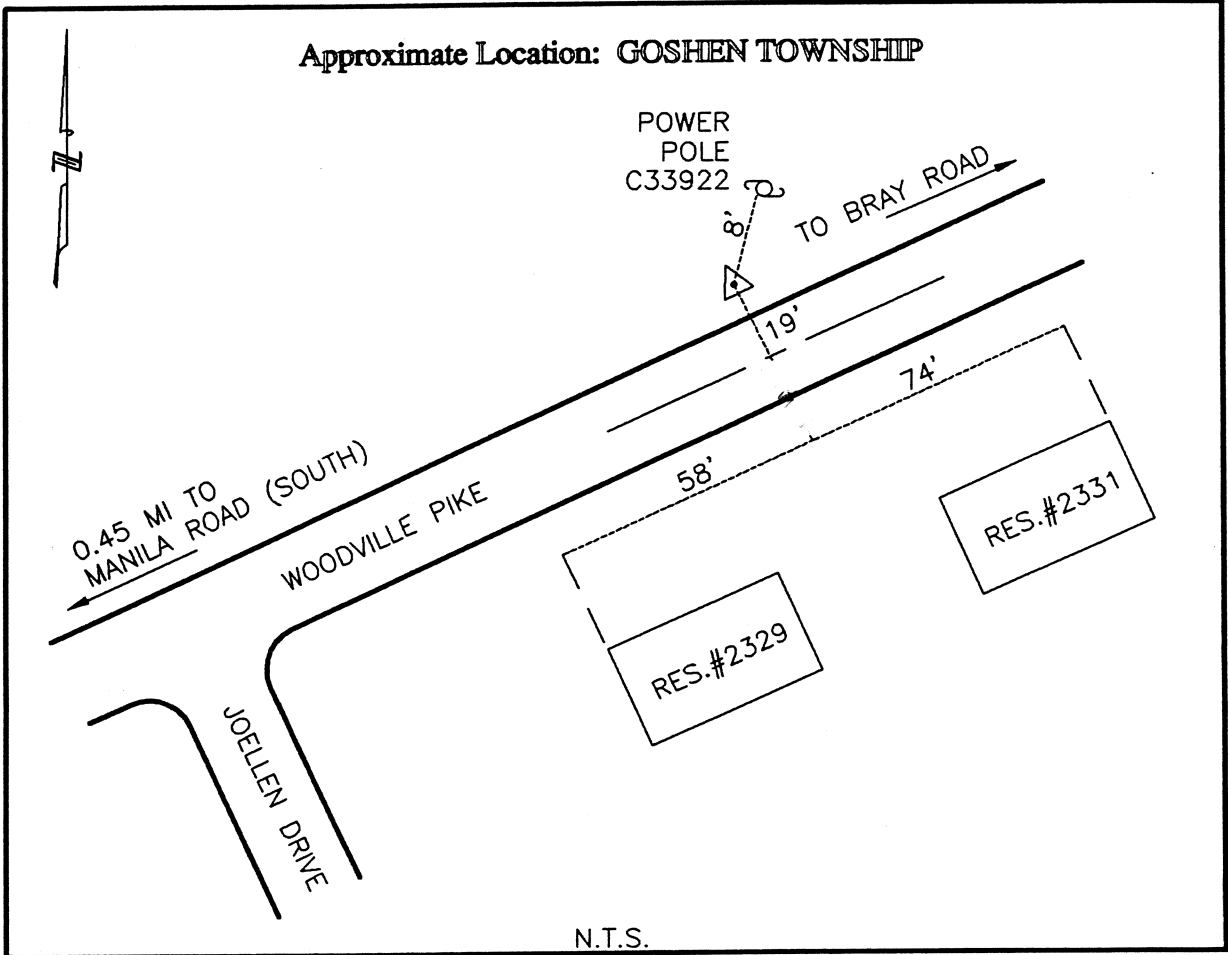 Approximate Location: GOSHEN TOWNSHIP
N
POWER
POLE
C33922
8'
TO BRAY ROAD
19'
74'
58'
0.45 MI TO
MANILA ROAD (SOUTH)
WOODVILLE PIKE
RES.#2331
RES.#2329
JOELLEN DRIVE
N.T.S.